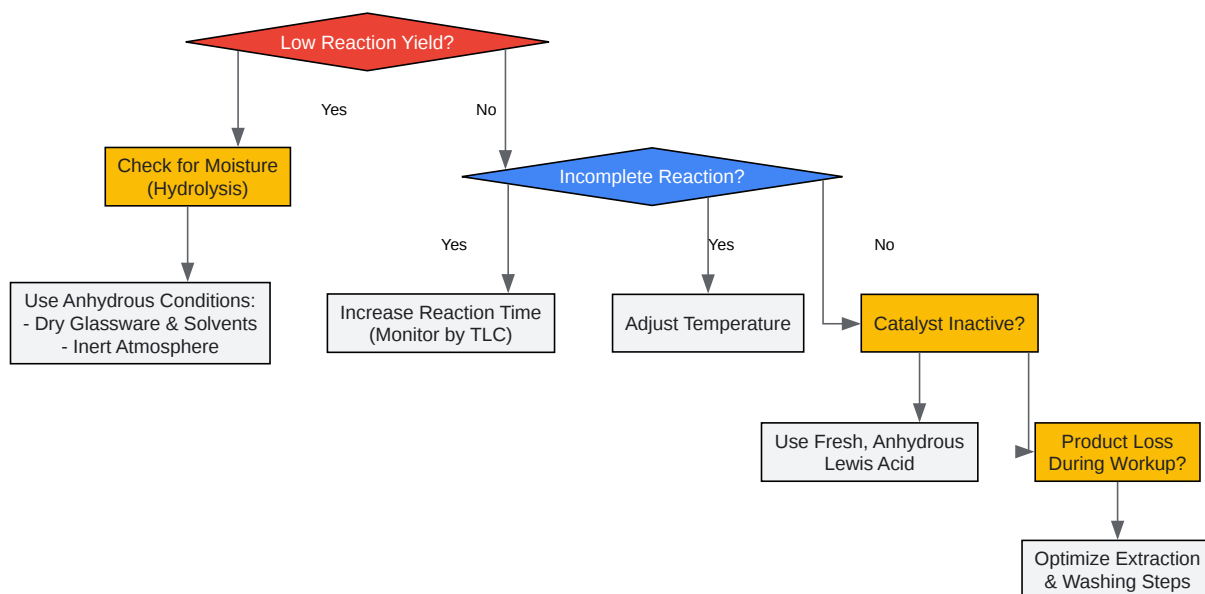 Low Reaction Yield?
Yes
No
Check for Moisture
(Hydrolysis)
Incomplete Reaction?
Yes
Yes
No
Use Anhydrous Conditions:
- Dry Glassware & Solvents
- Inert Atmosphere
Increase Reaction Time
(Monitor by TLC)
Adjust Temperature
Catalyst Inactive?
Use Fresh, Anhydrous
Lewis Acid
Product Loss
During Workup?
Optimize Extraction
& Washing Steps